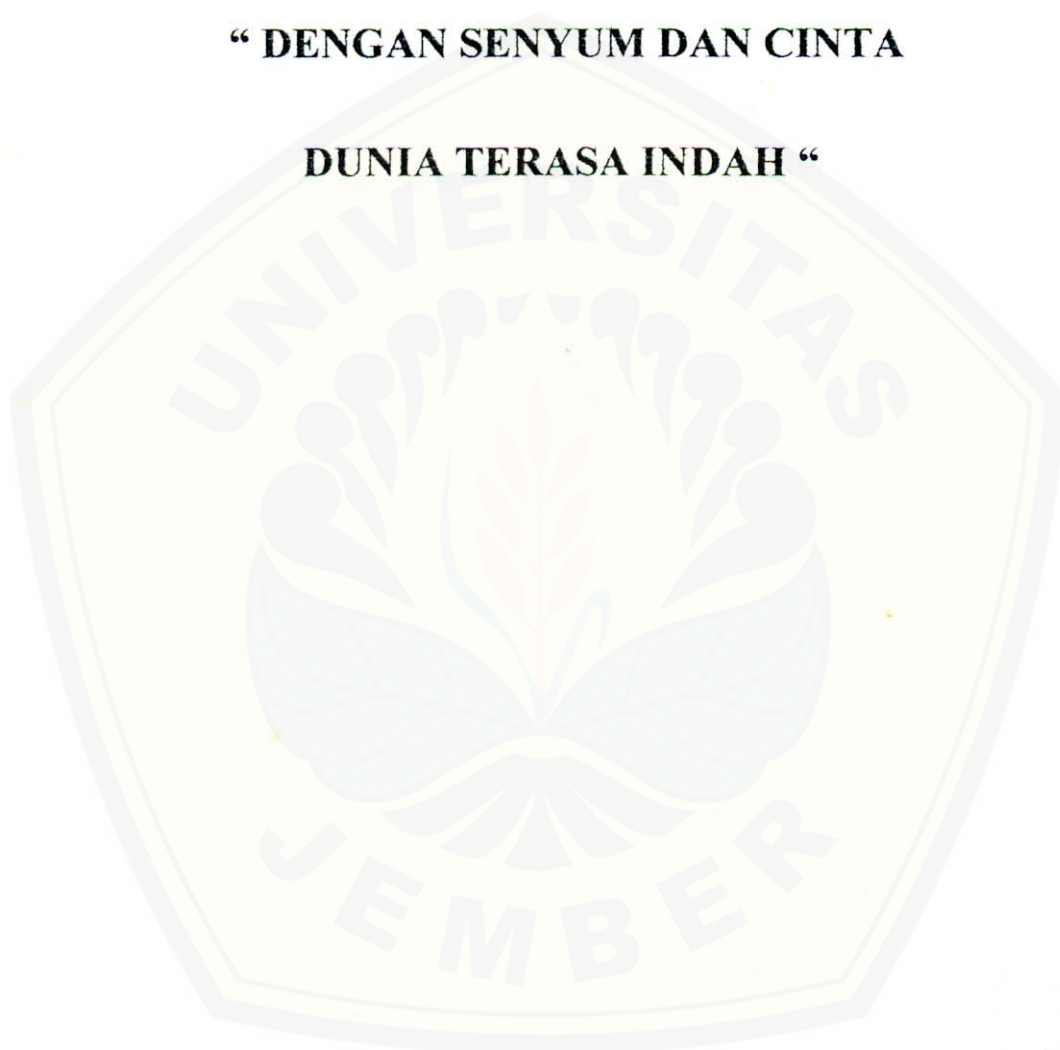 “ DENGAN SENYUM DAN CINTA
DUNIA TERASA INDAH “
UNIVERSITAS
JEMBER